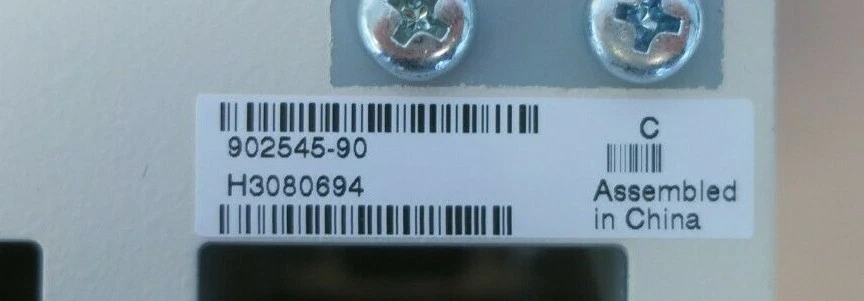 902545-90
H3080694
C
Assembled
in China